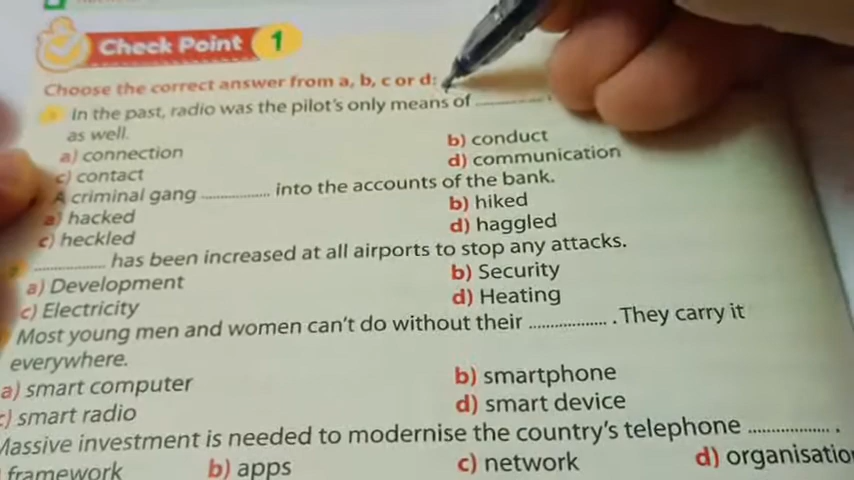 Check Point 1
Choose the correct answer from a, b, c or d:
In the past, radio was the pilot's only means of ............
as well.
a) connection b) conduct
c) contact d) communication
A criminal gang ............... into the accounts of the bank.
a) hacked b) hiked
c) heckled d) haggled
............... has been increased at all airports to stop any attacks.
a) Development b) Security
c) Electricity d) Heating
Most young men and women can't do without their .................. . They carry it
everywhere.
a) smart computer b) smartphone
c) smart radio d) smart device
Massive investment is needed to modernise the country's telephone .................. .
framework b) apps c) network d) organisatio